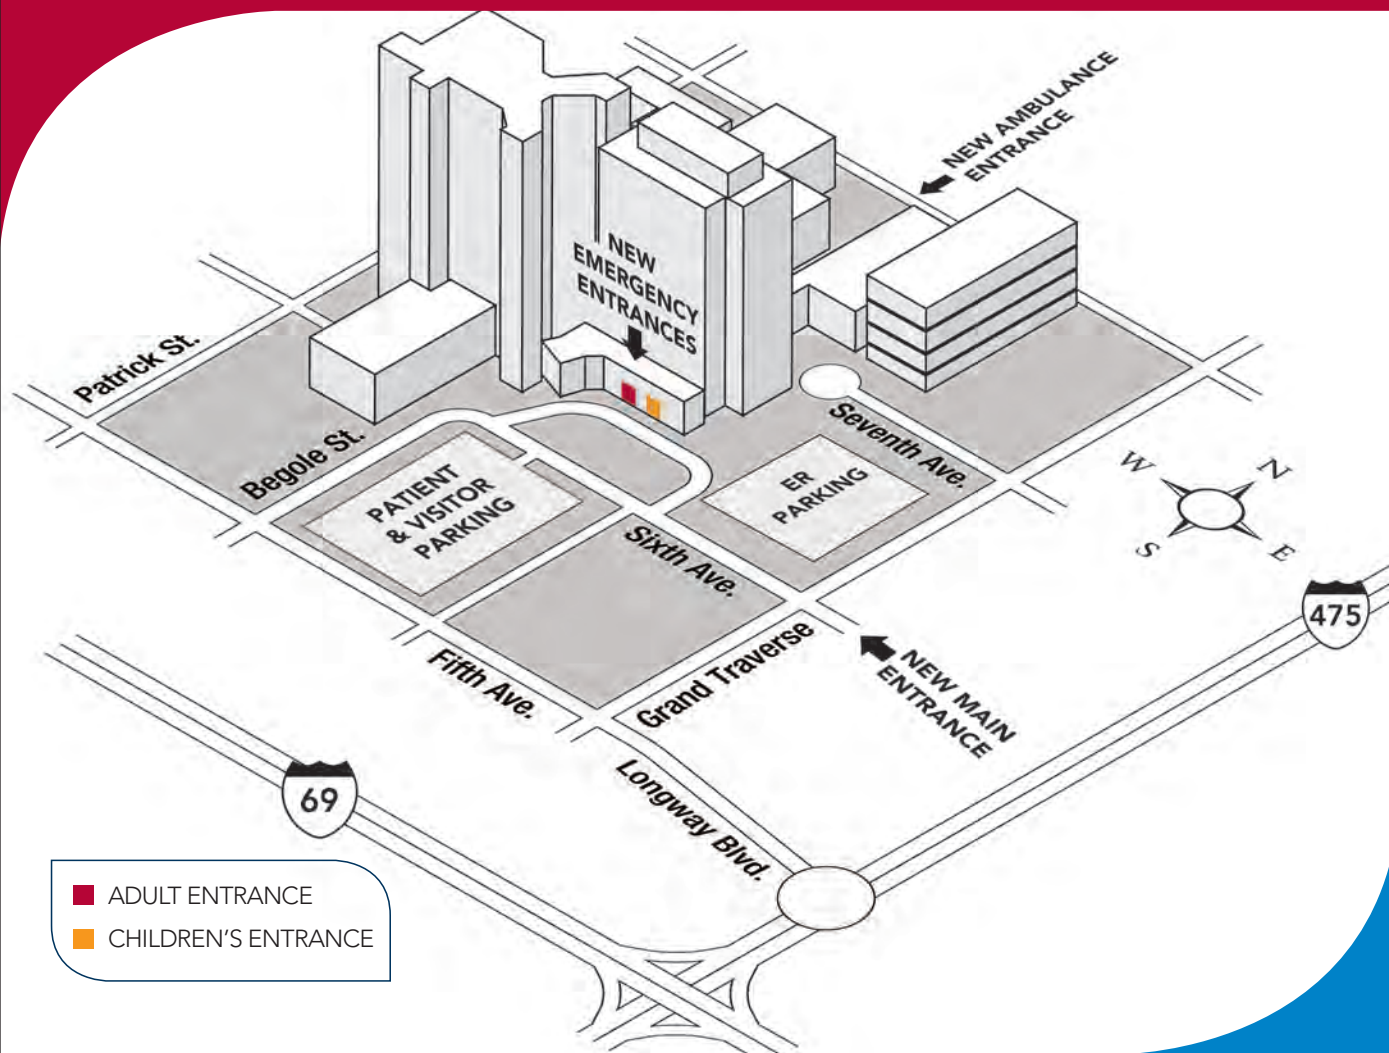 NEW AMBULANCE
ENTRANCE
NEW
EMERGENCY
ENTRANCES
Patrick St.
Begole St.
PATIENT
& VISITOR
PARKING
ER
PARKING
Seventh Ave.
Sixth Ave.
Fifth Ave.
Grand Traverse
Longway Blvd.
NEW MAIN
ENTRANCE
W
N
S
E
475
69
ADULT ENTRANCE
CHILDREN'S ENTRANCE